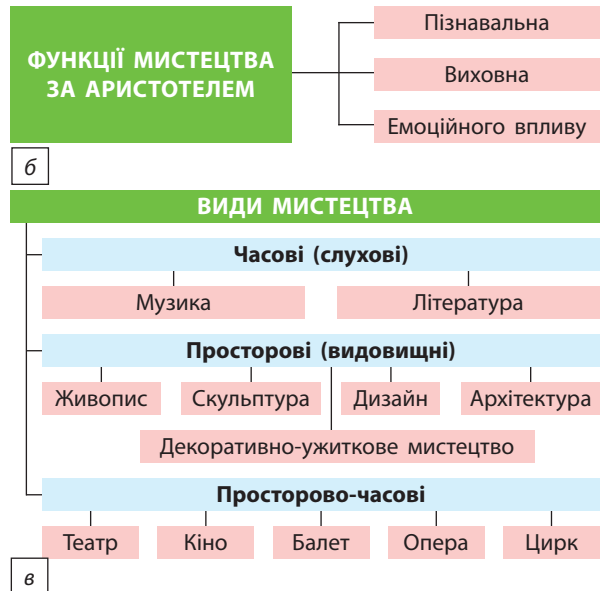 ФУНКЦІЇ МИСТЕЦТВА
ЗА АРИСТОТЕЛЕМ
Пізнавальна
Виховна
Емоційного впливу
б
ВИДИ МИСТЕЦТВА
Часові (слухові)
Музика Література
Просторові (видовищні)
Живопис Скульптура Дизайн Архітектура
Декоративно-ужиткове мистецтво
Просторово-часові
Театр Кіно Балет Опера Цирк
в